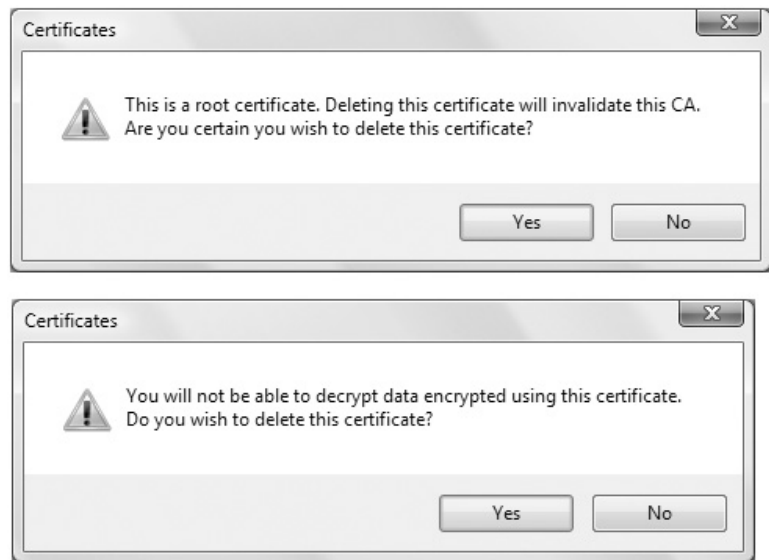 Certificates
This is a root certificate. Deleting this certificate will invalidate this CA.
Are you certain you wish to delete this certificate?
Yes No
Certificates
You will not be able to decrypt data encrypted using this certificate.
Do you wish to delete this certificate?
Yes No